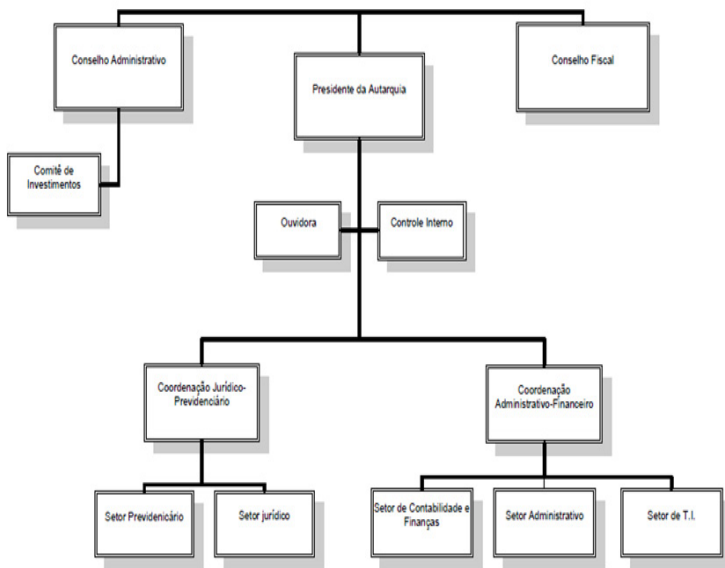 Conselho Administrativo
Presidente da Autarquia
Conselho Fiscal
Comitê de
Investimentos
Ouvidora
Controle Interno
Coordenação Jurídico-
Previdenciário
Coordenação
Administrativo-Financeiro
Setor Previdenicário
Setor jurídico
Setor de Contabilidade e
Finanças
Setor Administrativo
Setor de T.I.